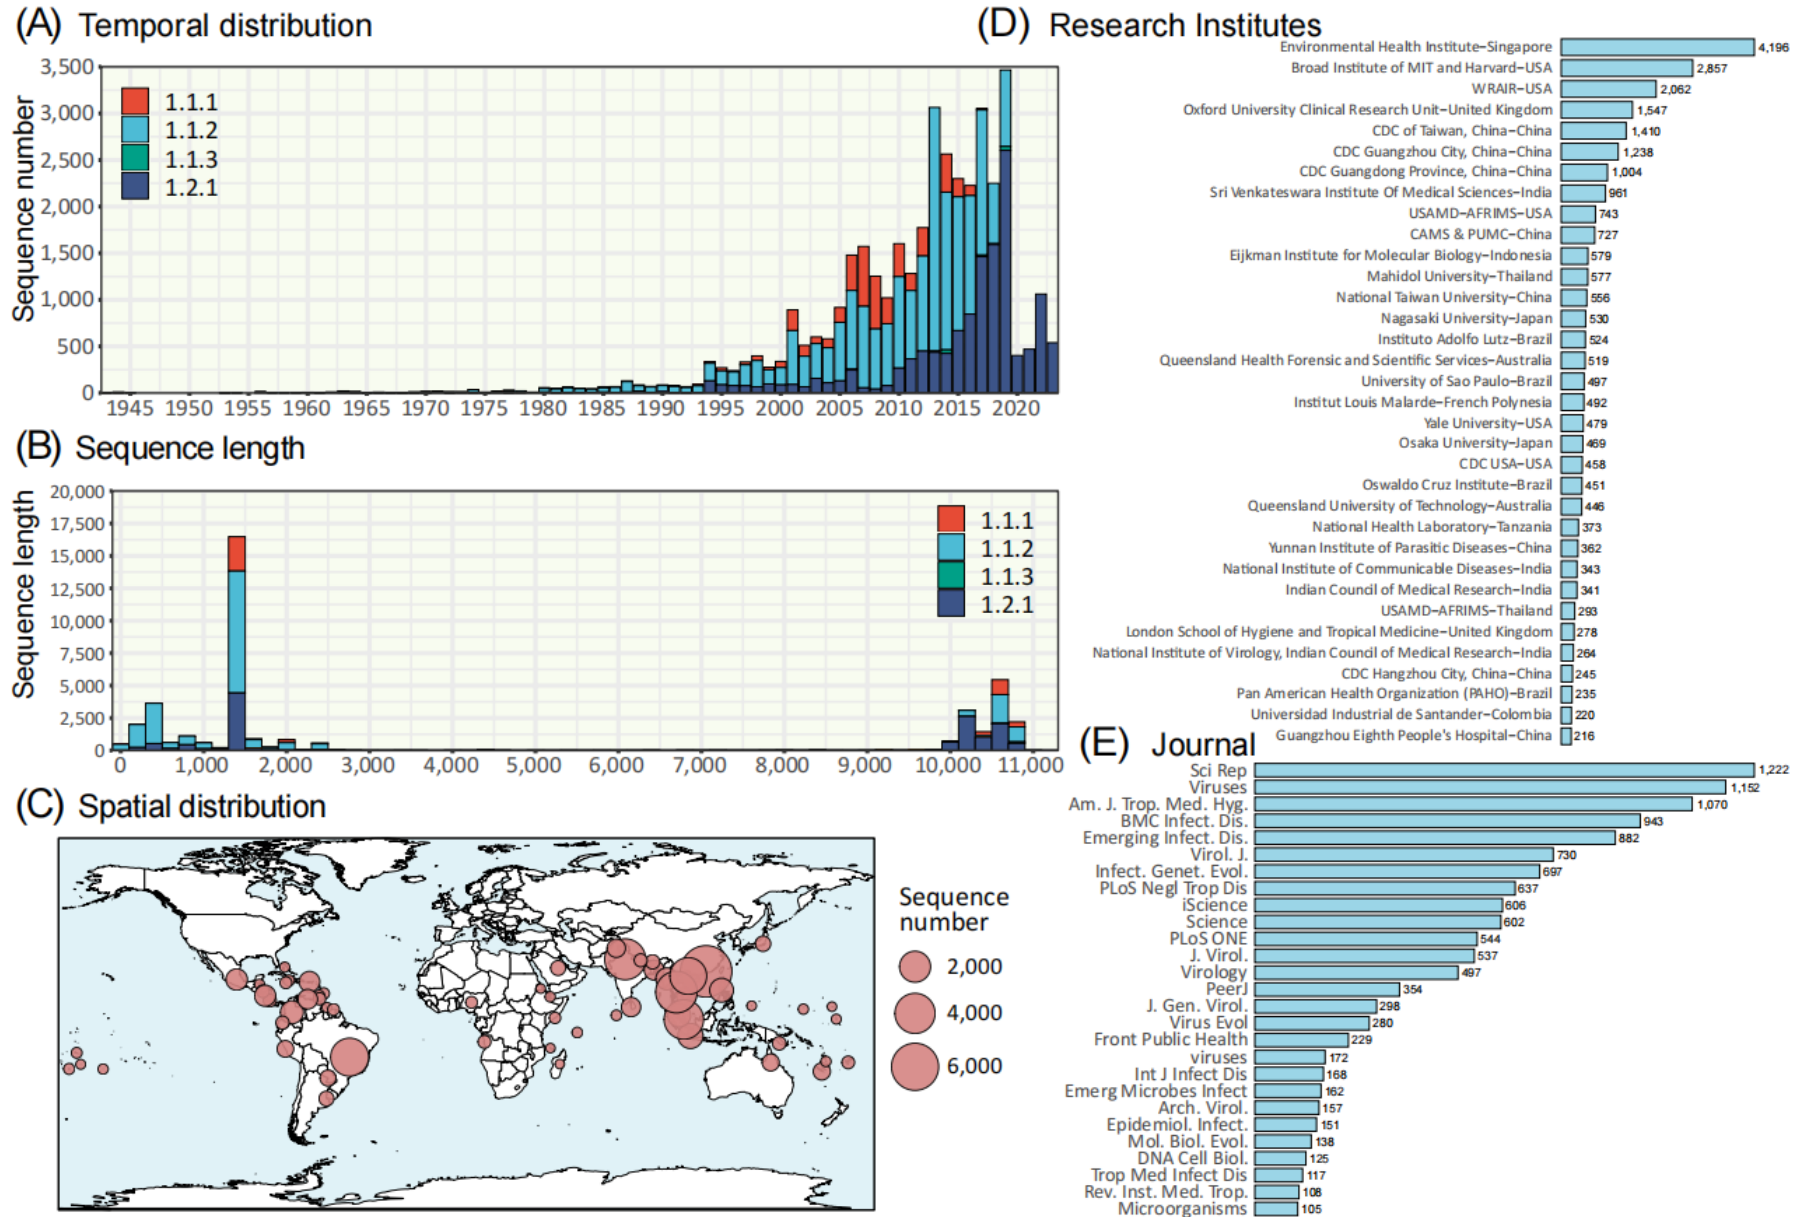 (A) Temporal distribution
Sequence number
3,500
3,000
2,500
2,000
1,500
1,000
500
0
1.1.1
1.1.2
1.1.3
1.2.1
1945 1950 1955 1960 1965 1970 1975 1980 1985 1990 1995 2000 2005 2010 2015 2020
(B) Sequence length
Sequence length
20,000
17,500
15,000
12,500
10,000
7,500
5,000
2,500
0
1.1.1
1.1.2
1.1.3
1.2.1
0 1,000 2,000 3,000 4,000 5,000 6,000 7,000 8,000 9,000 10,000 11,000
(C) Spatial distribution
Sequence
number
2,000
4,000
6,000
(D) Research Institutes
Environmental Health Institute−Singapore 4,196
Broad Institute of MIT and Harvard−USA 2,857
WRAIR−USA 2,062
Oxford University Clinical Research Unit−United Kingdom 1,547
CDC of Taiwan, China−China 1,410
CDC Guangzhou City, China−China 1,238
CDC Guangdong Province, China−China 1,004
Sri Venkateswara Institute Of Medical Sciences−India 961
USAMD−AFRIMS−USA 743
CAMS & PUMC−China 727
Eijkman Institute for Molecular Biology−Indonesia 579
Mahidol University−Thailand 577
National Taiwan University−China 556
Nagasaki University−Japan 530
Instituto Adolfo Lutz−Brazil 524
Queensland Health Forensic and Scientific Services−Australia 519
University of Sao Paulo−Brazil 497
Institut Louis Malarde−French Polynesia 492
Yale University−USA 479
Osaka University−Japan 469
CDC USA−USA 458
Oswaldo Cruz Institute−Brazil 451
Queensland University of Technology−Australia 446
National Health Laboratory−Tanzania 373
Yunnan Institute of Parasitic Diseases−China 362
National Institute of Communicable Diseases−India 343
Indian Council of Medical Research−India 341
USAMD−AFRIMS−Thailand 293
London School of Hygiene and Tropical Medicine−United Kingdom 278
National Institute of Virology, Indian Council of Medical Research−India 264
CDC Hangzhou City, China−China 245
Pan American Health Organization (PAHO)−Brazil 235
Universidad Industrial de Santander−Colombia 220
Guangzhou Eighth People's Hospital−China 216
(E) Journal
Sci Rep 1,222
Viruses 1,152
Am. J. Trop. Med. Hyg. 1,070
BMC Infect. Dis. 943
Emerging Infect. Dis. 882
Virol. J. 730
Infect. Genet. Evol. 697
PLoS Negl Trop Dis 637
iScience 606
Science 602
PLoS ONE 544
J. Virol. 537
Virology 497
PeerJ 354
J. Gen. Virol. 298
Virus Evol 280
Front Public Health 229
viruses 172
Int J Infect Dis 168
Emerg Microbes Infect 162
Arch. Virol. 157
Epidemiol. Infect. 151
Mol. Biol. Evol. 138
DNA Cell Biol. 125
Trop Med Infect Dis 117
Rev. Inst. Med. Trop. 108
Microorganisms 105